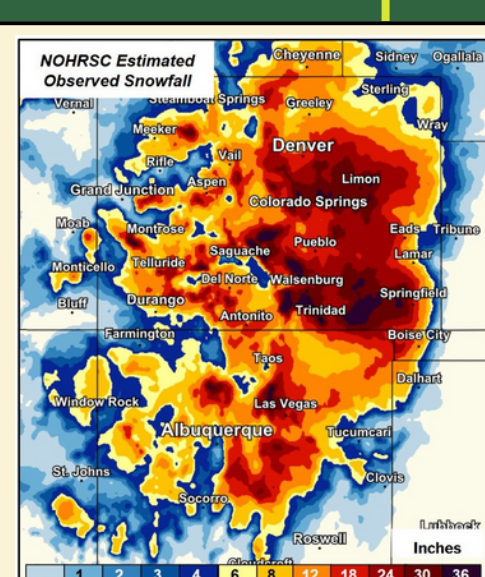 NOHRSC Estimated
Observed Snowfall
Cheyenne
Sidney
Ogallala
Sterling
Vernal
Steamboat Springs
Greeley
Wray
Meeker
Denver
Rifle
Vail
Limon
Aspen
Grand Junction
Colorado Springs
Moab
Montrose
Eads
Tribune
Pueblo
Saguache
Lamar
Monticello
Telluride
Del Norte
Walsenburg
Springfield
Bluff
Durango
Antonito
Trinidad
Farmington
Boise City
Taos
Dalhart
Window Rock
Las Vegas
Albuquerque
Tucumcari
St. Johns
Clovis
Socorro
Lubbock
Roswell
Inches
Cloudcroft
1 2 3 4 6 8 12 18 24 30 36